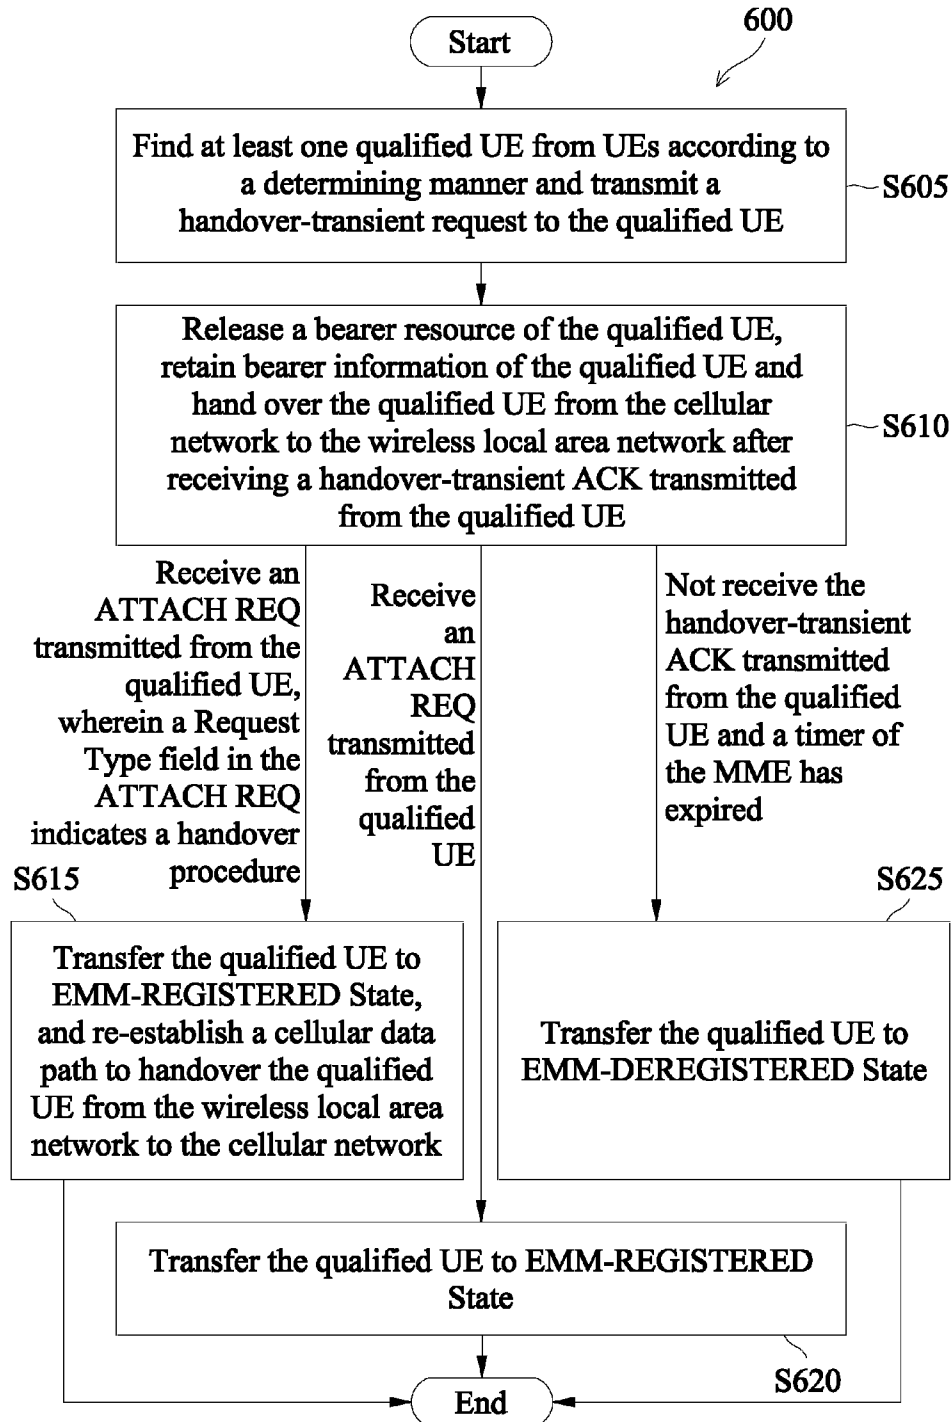 600
Start
Find at least one qualified UE from UEs according to
a determining manner and transmit a
handover-transient request to the qualified UE
S605
Release a bearer resource of the qualified UE,
retain bearer information of the qualified UE and
hand over the qualified UE from the cellular
network to the wireless local area network after
receiving a handover-transient ACK transmitted
from the qualified UE
S610
Receive an
ATTACH REQ
transmitted from the
qualified UE,
wherein a Request
Type field in the
ATTACH REQ
indicates a handover
procedure
Receive
an
ATTACH
REQ
transmitted
from the
qualified
UE
Not receive the
handover-transient
ACK transmitted
from the qualified
UE and a timer of
the MME has
expired
S615
Transfer the qualified UE to
EMM-REGISTERED State,
and re-establish a cellular data
path to handover the qualified
UE from the wireless local area
network to the cellular network
S625
Transfer the qualified UE to
EMM-DEREGISTERED State
Transfer the qualified UE to EMM-REGISTERED
State
S620
End